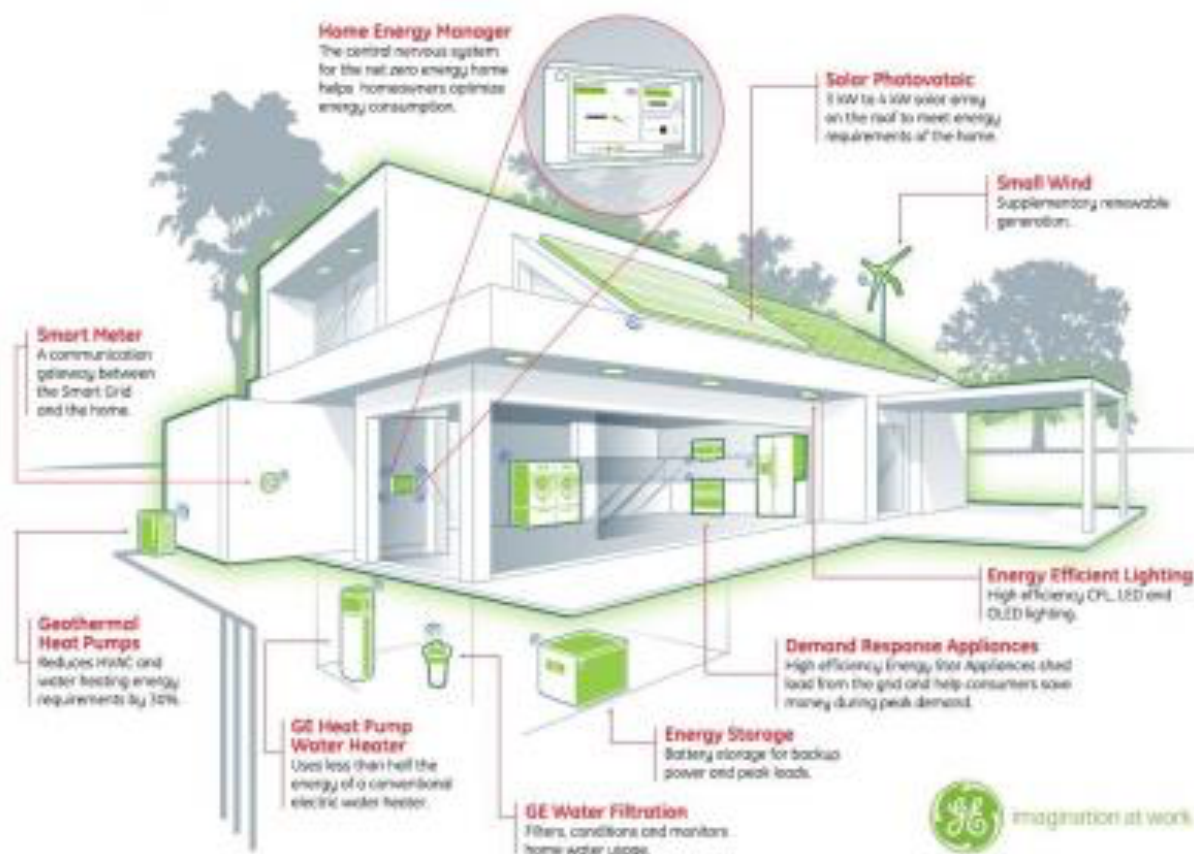 Home Energy Manager
The central nervous system
for the net zero energy home
helps homeowners optimize
energy consumption.
Solar Photovotaic
3 kW to 4 kW solar array
on the roof to meet energy
requirements of the home.
Small Wind
Supplementary renewable
generation.
Smart Meter
A communication
gateway between
the Smart Grid
and the home.
Geothermal
Heat Pumps
Reduces HVAC and
water heating energy
requirements by 30%.
GE Heat Pump
Water Heater
Uses less than half the
energy of a conventional
electric water heater.
GE Water Filtration
Filters, conditions and monitors
home water usage.
Energy Storage
Battery storage for backup
power and peak loads.
Demand Response Appliances
High efficiency Energy Star Appliances shed
load from the grid and help consumers save
money during peak demand.
Energy Efficient Lighting
High efficiency CFL, LED and
OLED lighting.
GE
imagination at work